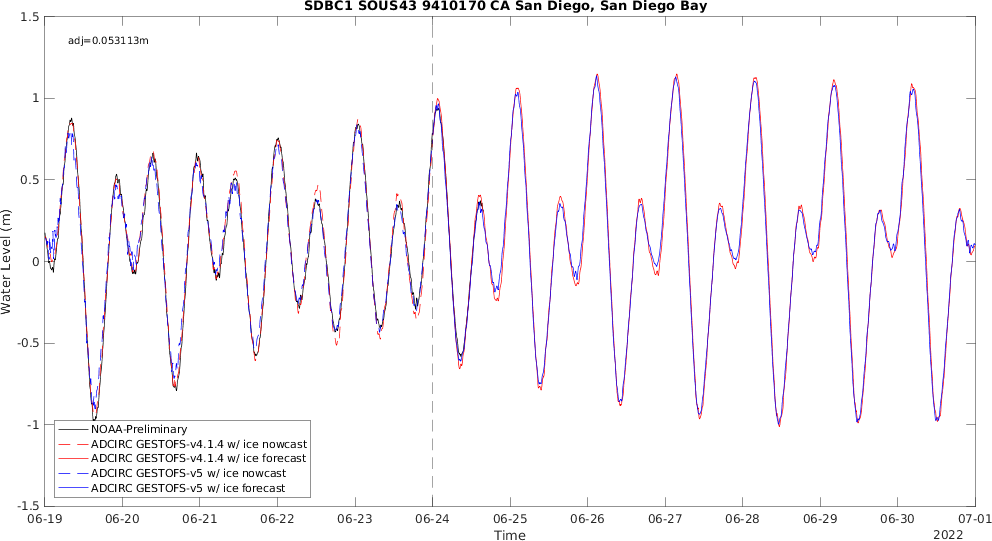 SDBC1 SOUS43 9410170 CA San Diego, San Diego Bay
1.5
adj=0.053113m
1
0.5
0
-0.5
-1
-1.5
Water Level (m)
NOAA-Preliminary
ADCIRC GESTOFS-v4.1.4 w/ ice nowcast
ADCIRC GESTOFS-v4.1.4 w/ ice forecast
ADCIRC GESTOFS-v5 w/ ice nowcast
ADCIRC GESTOFS-v5 w/ ice forecast
06-19 06-20 06-21 06-22 06-23 06-24 06-25 06-26 06-27 06-28 06-29 06-30 07-01
Time
2022